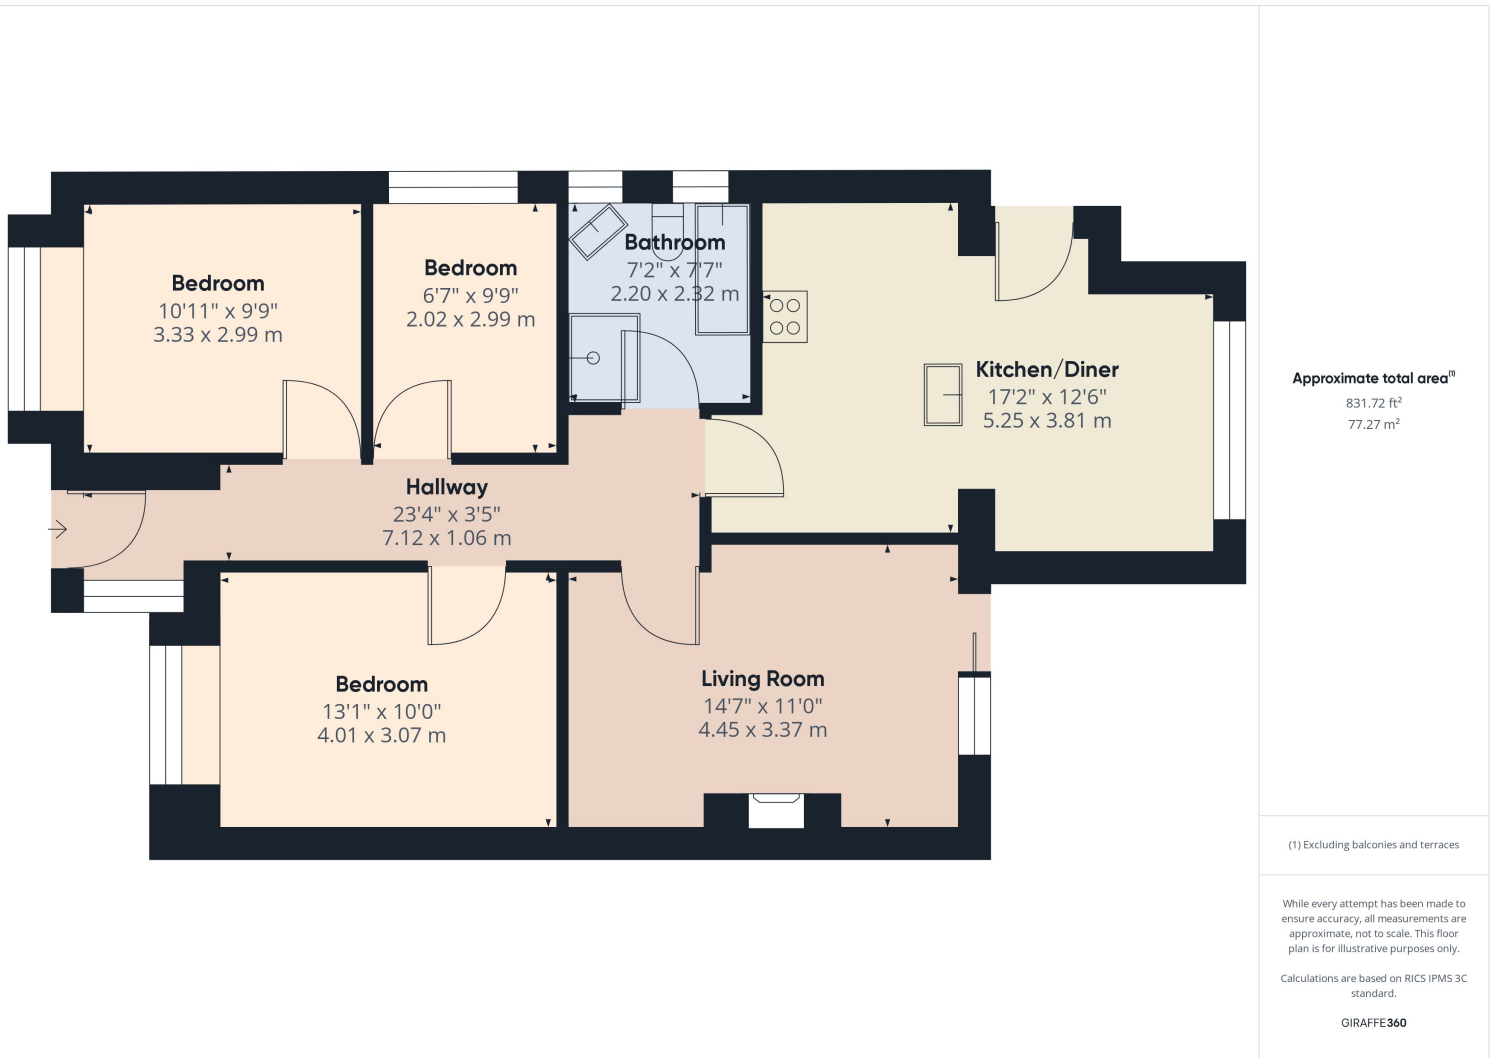 Bedroom
10'11" x 9'9"
3.33 x 2.99 m
Bedroom
6'7" x 9'9"
2.02 x 2.99 m
Bathroom
7'2" x 7'7"
2.20 x 2.32 m
Kitchen/Diner
17'2" x 12'6"
5.25 x 3.81 m
Hallway
23'4" x 3'5"
7.12 x 1.06 m
Bedroom
13'1" x 10'0"
4.01 x 3.07 m
Living Room
14'7" x 11'0"
4.45 x 3.37 m
Approximate total area⁽¹⁾
831.72 ft²
77.27 m²
(1) Excluding balconies and terraces
While every attempt has been made to
ensure accuracy, all measurements are
approximate, not to scale. This floor
plan is for illustrative purposes only.
Calculations are based on RICS IPMS 3C
standard.
GIRAFFE360